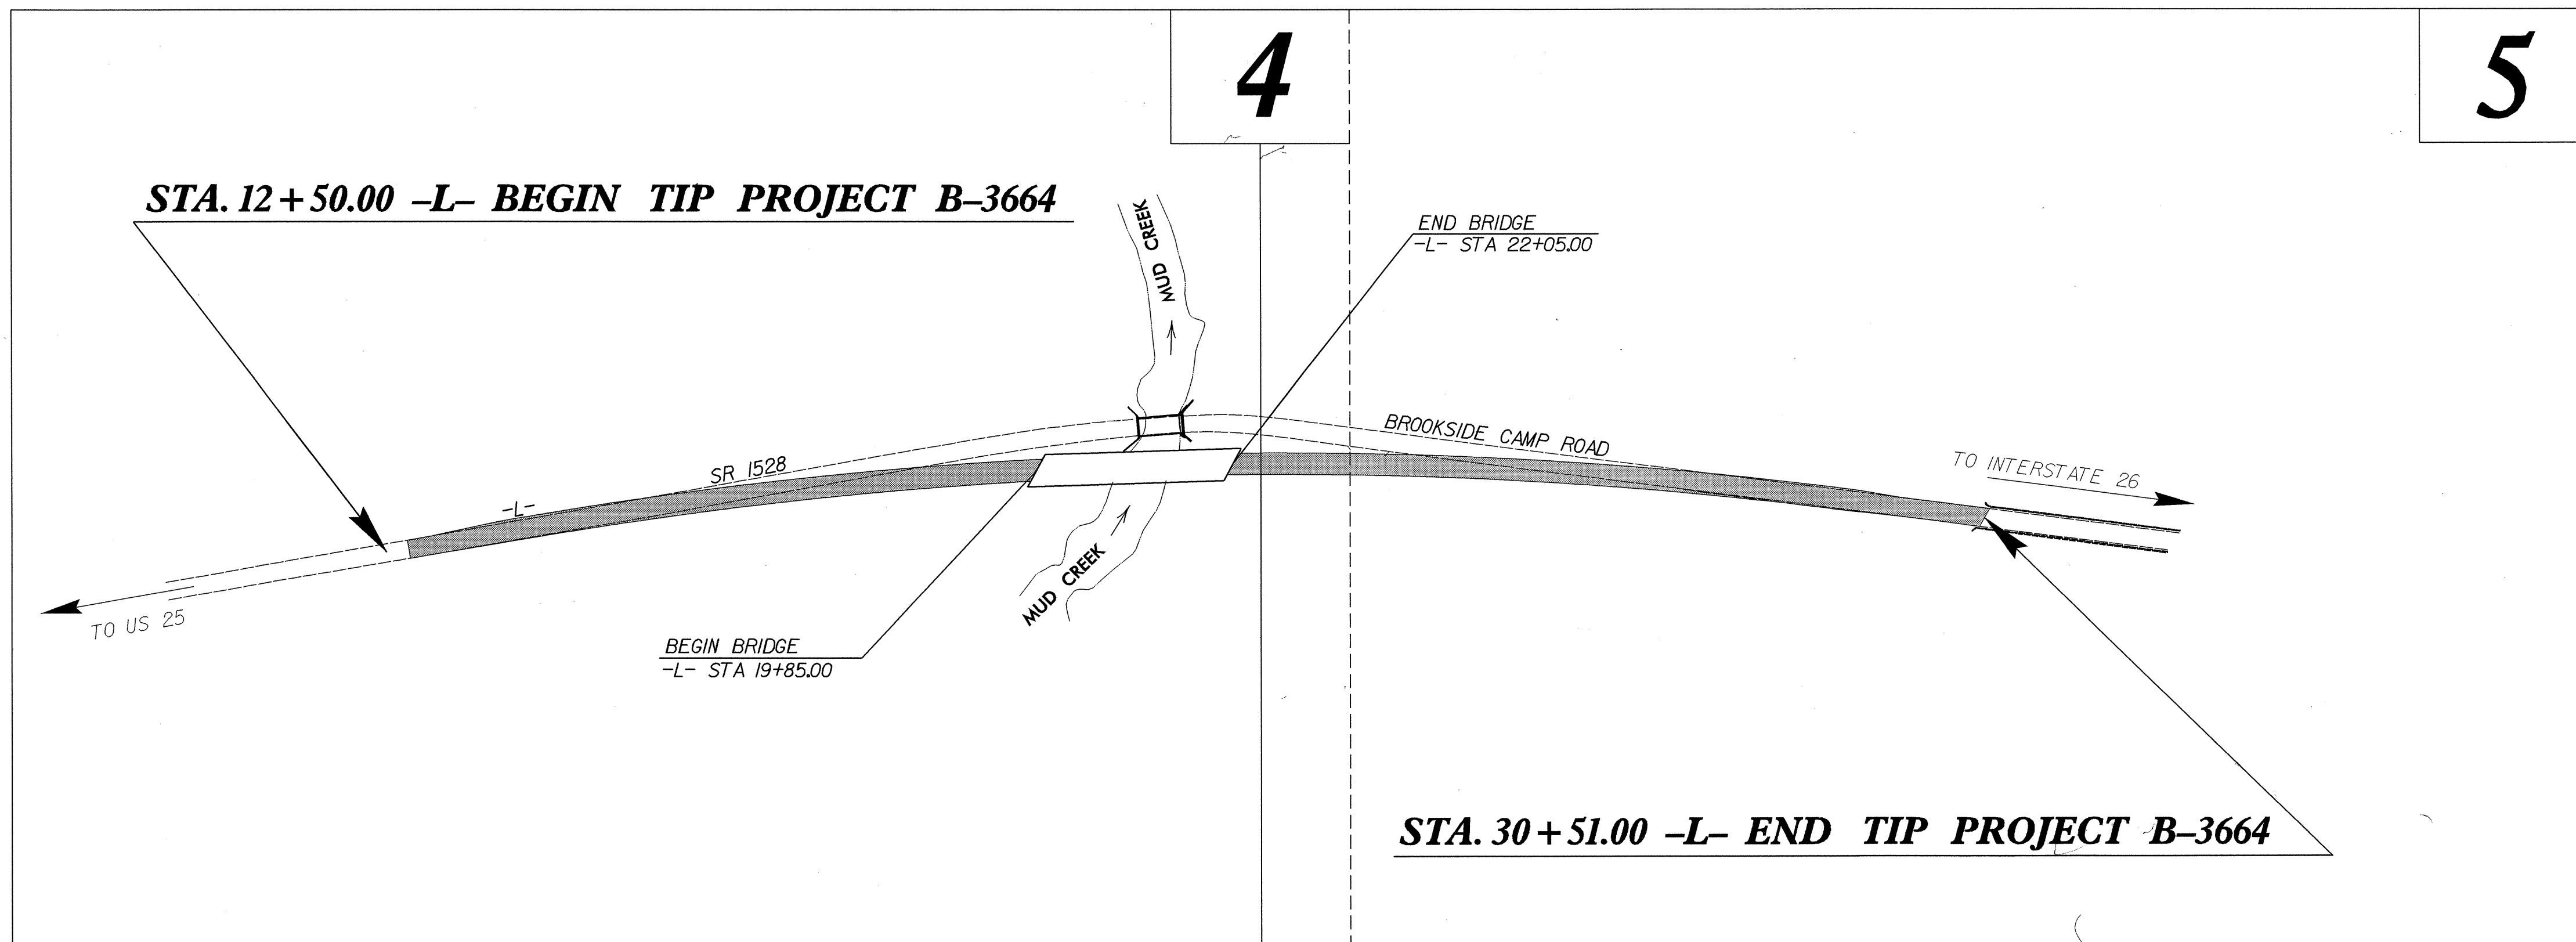 4
5
STA. 12+50.00 –L– BEGIN TIP PROJECT B–3664
MUD CREEK
MUD CREEK
END BRIDGE
-L- STA 22+05.00
BROOKSIDE CAMP ROAD
SR 1528
-L-
TO INTERSTATE 26
TO US 25
MUD CREEK
BEGIN BRIDGE
-L- STA 19+85.00
STA. 30+51.00 –L– END TIP PROJECT B–3664